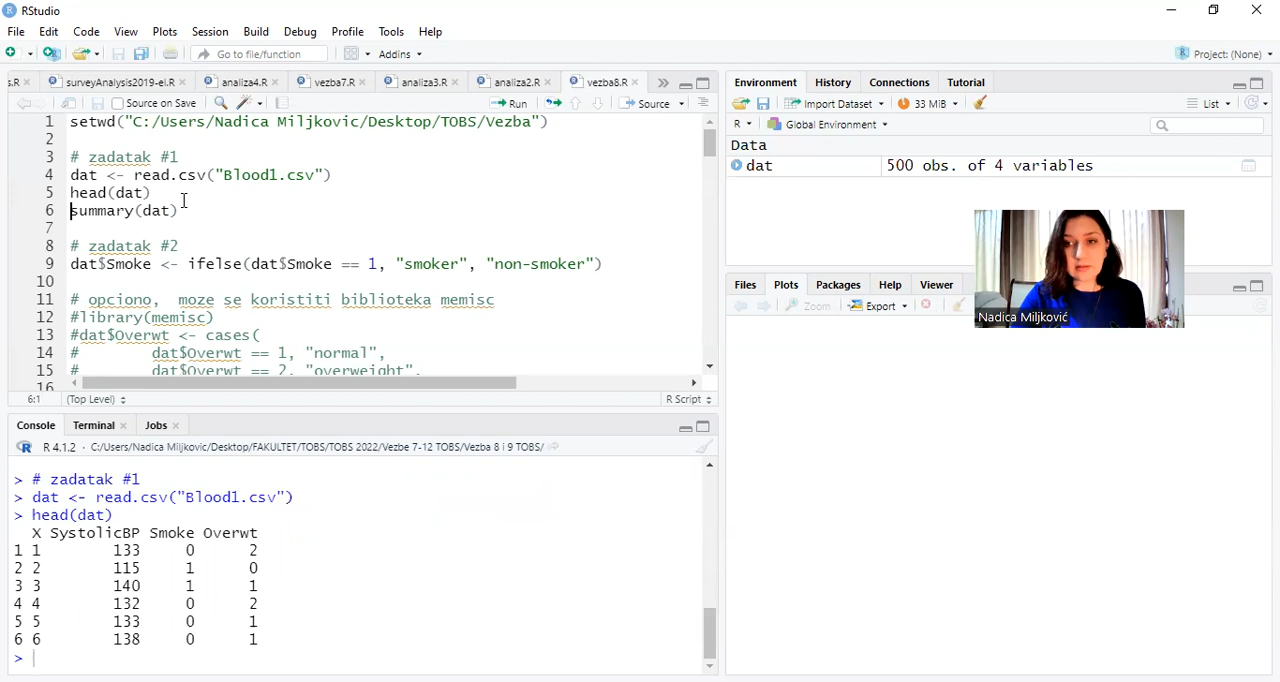 RStudio
File Edit Code View Plots Session Build Debug Profile Tools Help
Go to file/function Addins Project: (None)
s.R surveyAnalysis2019-el.R analiza4.R vezba7.R analiza3.R analiza2.R vezba8.R
Source on Save Run Source
1 setwd("C:/Users/Nadica Miljkovic/Desktop/TOBS/Vezba")
2
3 # zadatak #1
4 dat <- read.csv("Blood1.csv")
5 head(dat)
6 summary(dat)
7
8 # zadatak #2
9 dat$Smoke <- ifelse(dat$Smoke == 1, "smoker", "non-smoker")
10
11 # opciono, moze se koristiti biblioteka memisc
12 #library(memisc)
13 #dat$Overwt <- cases(
14 # dat$Overwt == 1, "normal",
15 # dat$Overwt == 2, "overweight",
16
6:1 (Top Level) R Script
Console Terminal Jobs
R 4.1.2 · C:/Users/Nadica Miljkovic/Desktop/FAKULTET/TOBS/TOBS 2022/Vezbe 7-12 TOBS/Vezba 8 i 9 TOBS/
> # zadatak #1
> dat <- read.csv("Blood1.csv")
> head(dat)
X SystolicBP Smoke Overwt
1 1 133 0 2
2 2 115 1 0
3 3 140 1 1
4 4 132 0 2
5 5 133 0 1
6 6 138 0 1
>
Environment History Connections Tutorial
Import Dataset 33 MiB List
R Global Environment
Data
dat 500 obs. of 4 variables
Nadica Miljković
Files Plots Packages Help Viewer
Zoom Export